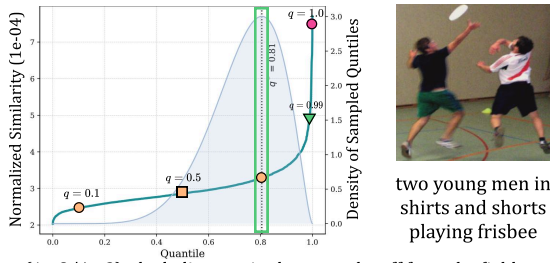 q = 1.0
3.0
7
2.5
6
2.0
5
1.5
4
1.0
3
0.5
2
0.0
q = 0.81
q = 0.99
q = 0.5
q = 0.1
0.0 0.2 0.4 0.6 0.8 1.0
Quantile
Normalized Similarity (1e-04)
Density of Sampled Quntiles
two young men in
shirts and shorts
playing frisbee